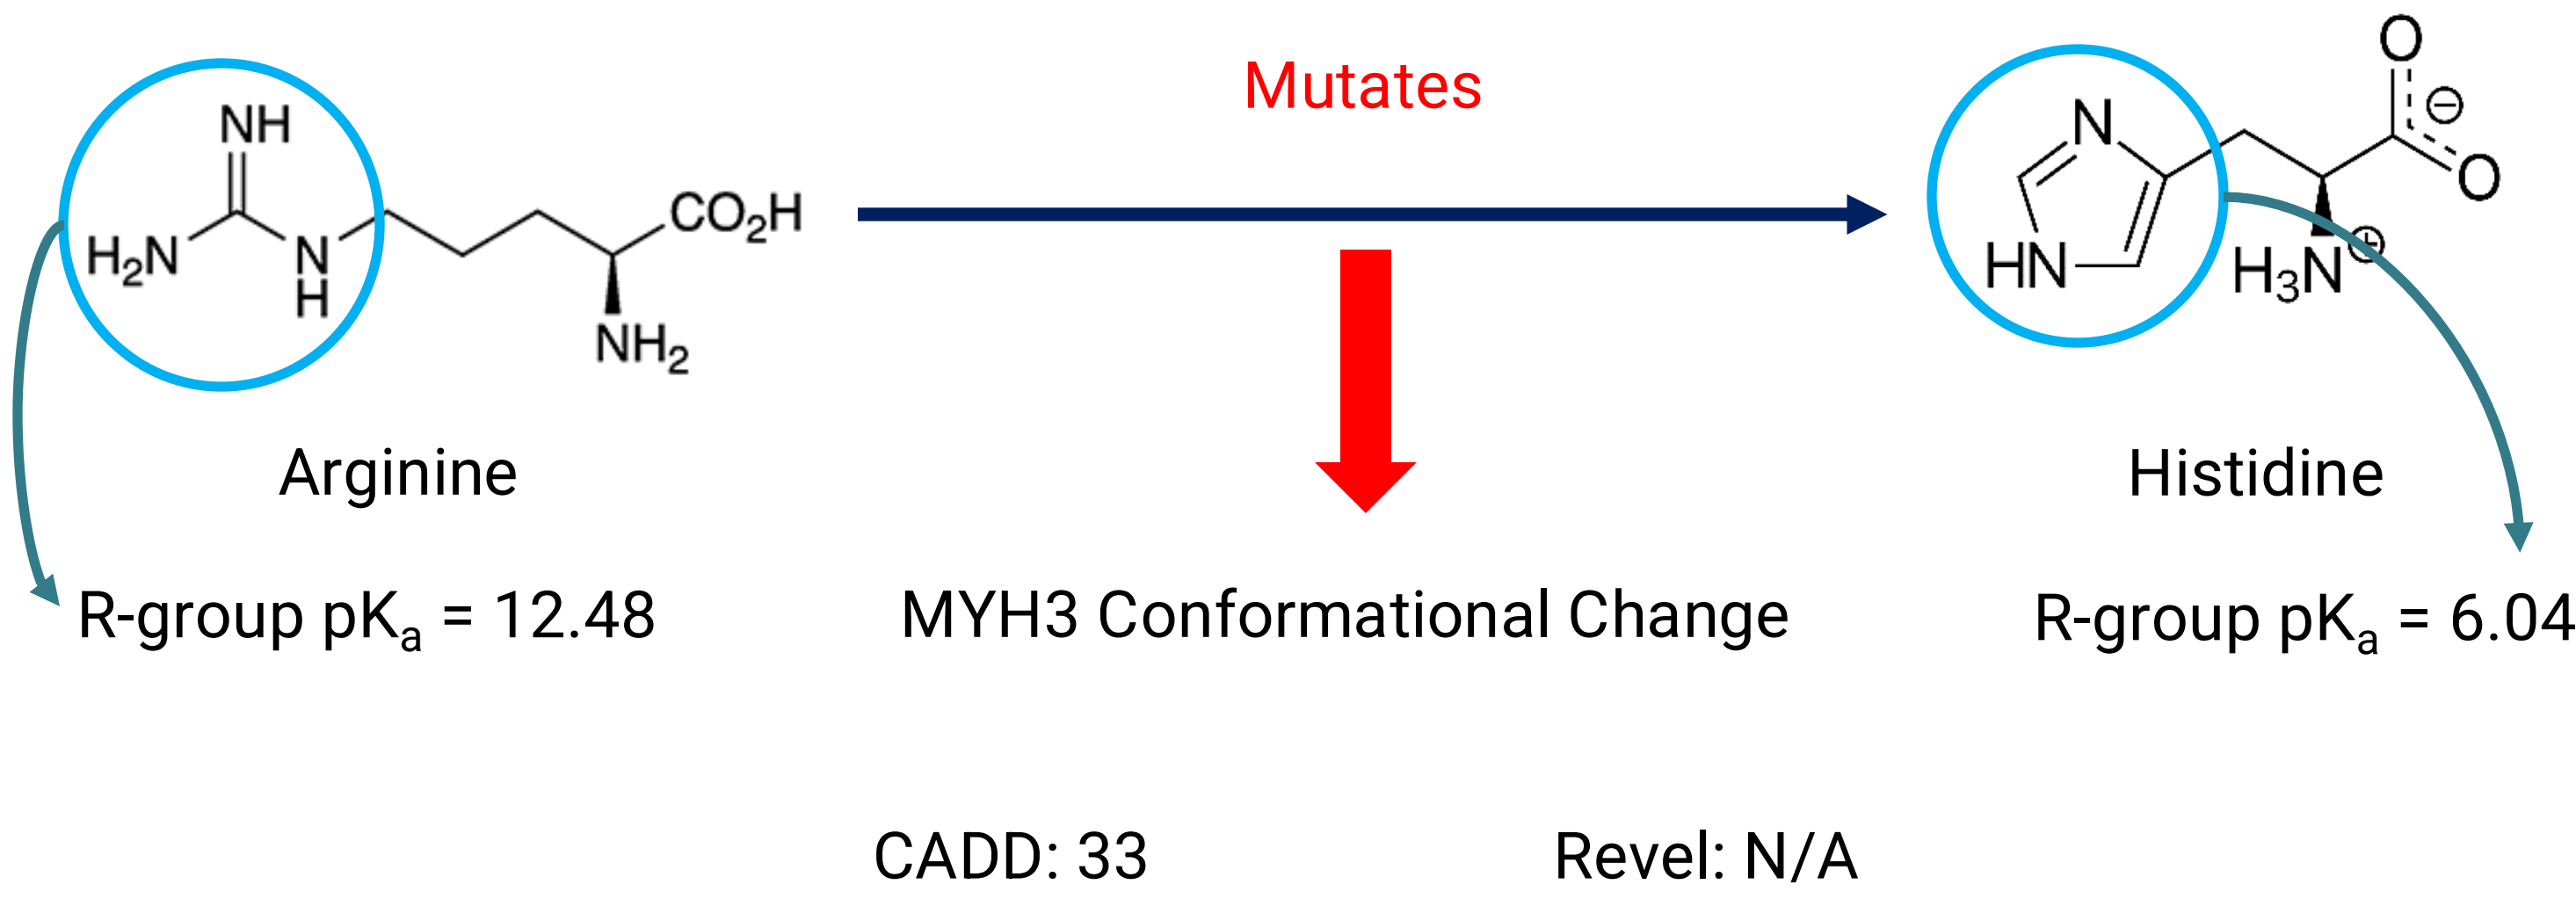 Mutates
NH
H₂N
N
H
CO₂H
NH₂
N
HN
O
⊖
O
H₃N⊕
Arginine
Histidine
R-group pKₐ = 12.48
MYH3 Conformational Change
R-group pKₐ = 6.04
CADD: 33
Revel: N/A